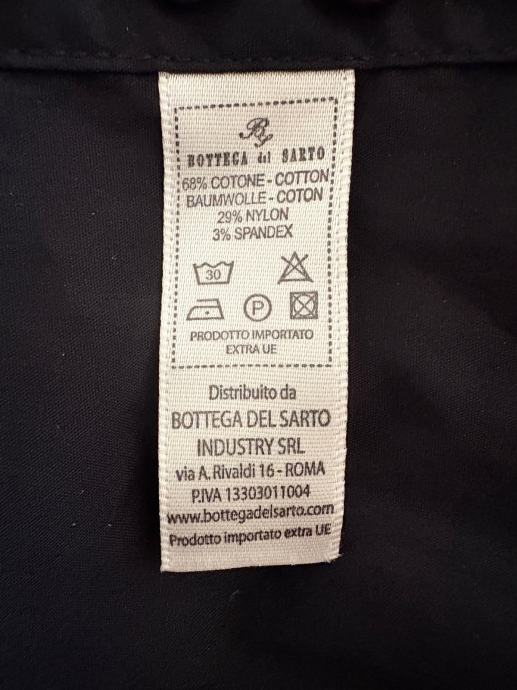 BS
BOTTEGA del SARTO
68% COTONE - COTTON
BAUMWOLLE - COTON
29% NYLON
3% SPANDEX
30
P
PRODOTTO IMPORTATO
EXTRA UE
Distribuito da
BOTTEGA DEL SARTO
INDUSTRY SRL
via A. Rivaldi 16 - ROMA
P.IVA 13303011004
www.bottegadelsarto.com
Prodotto importato extra UE